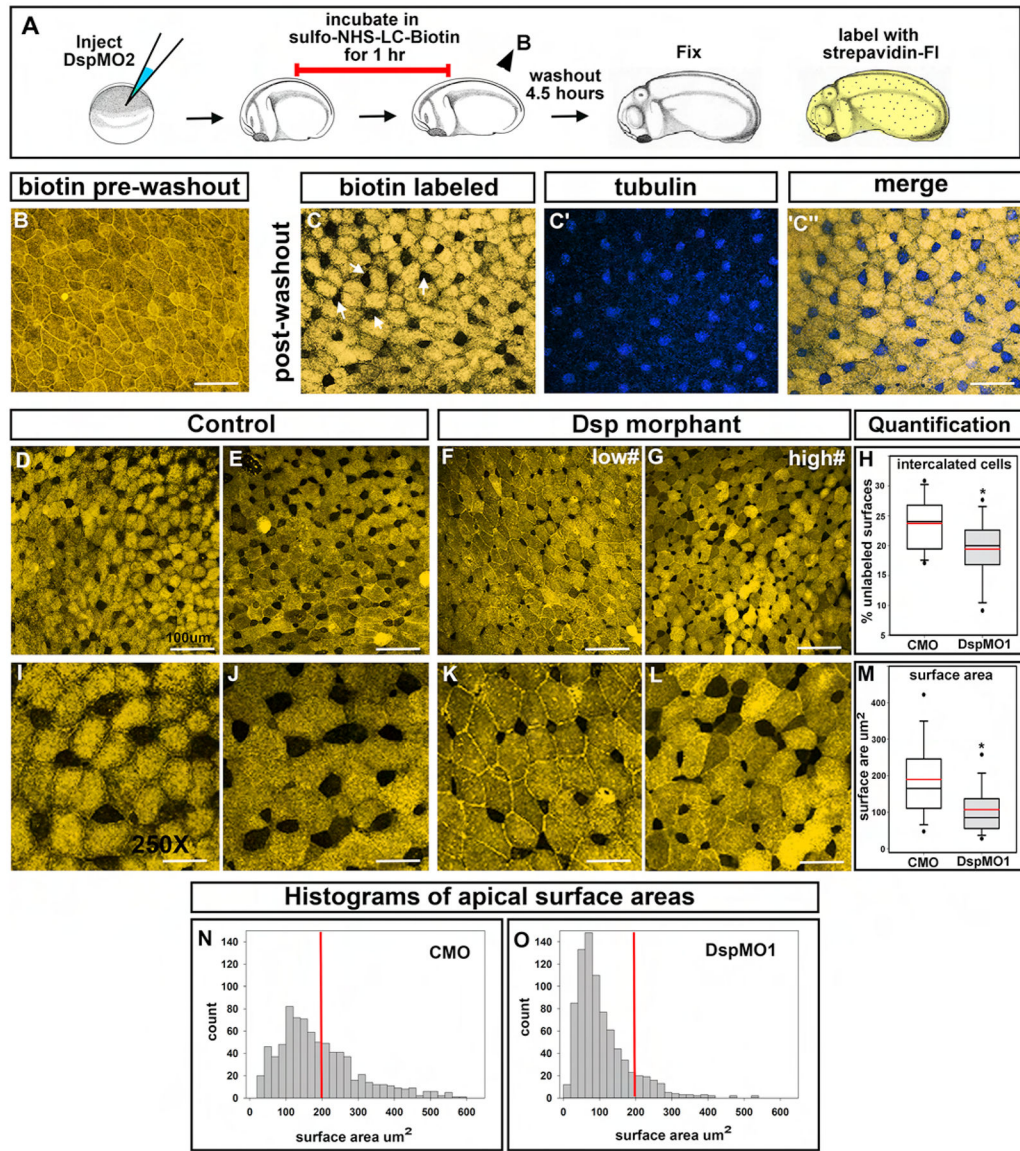 A
Inject
DspMO2
incubate in
sulfo-NHS-LC-Biotin
for 1 hr
B
washout
4.5 hours
Fix
label with
strepavidin-Fl
biotin pre-washout
biotin labeled
tubulin
merge
B
post-washout
C
C'
'C"
Control
Dsp morphant
Quantification
D
100um
E
F
low#
G
high#
H
intercalated cells
% unlabeled surfaces
30
25
20
15
10
5
*
CMO
DspMO1
I
250X
J
K
L
M
surface area
surface are um²
400
300
200
100
0
*
CMO
DspMO1
Histograms of apical surface areas
N
CMO
count
140
120
100
80
60
40
20
0
0 100 200 300 400 500 600
surface area um²
O
DspMO1
count
140
120
100
80
60
40
20
0
0 100 200 300 400 500 600
surface area um²